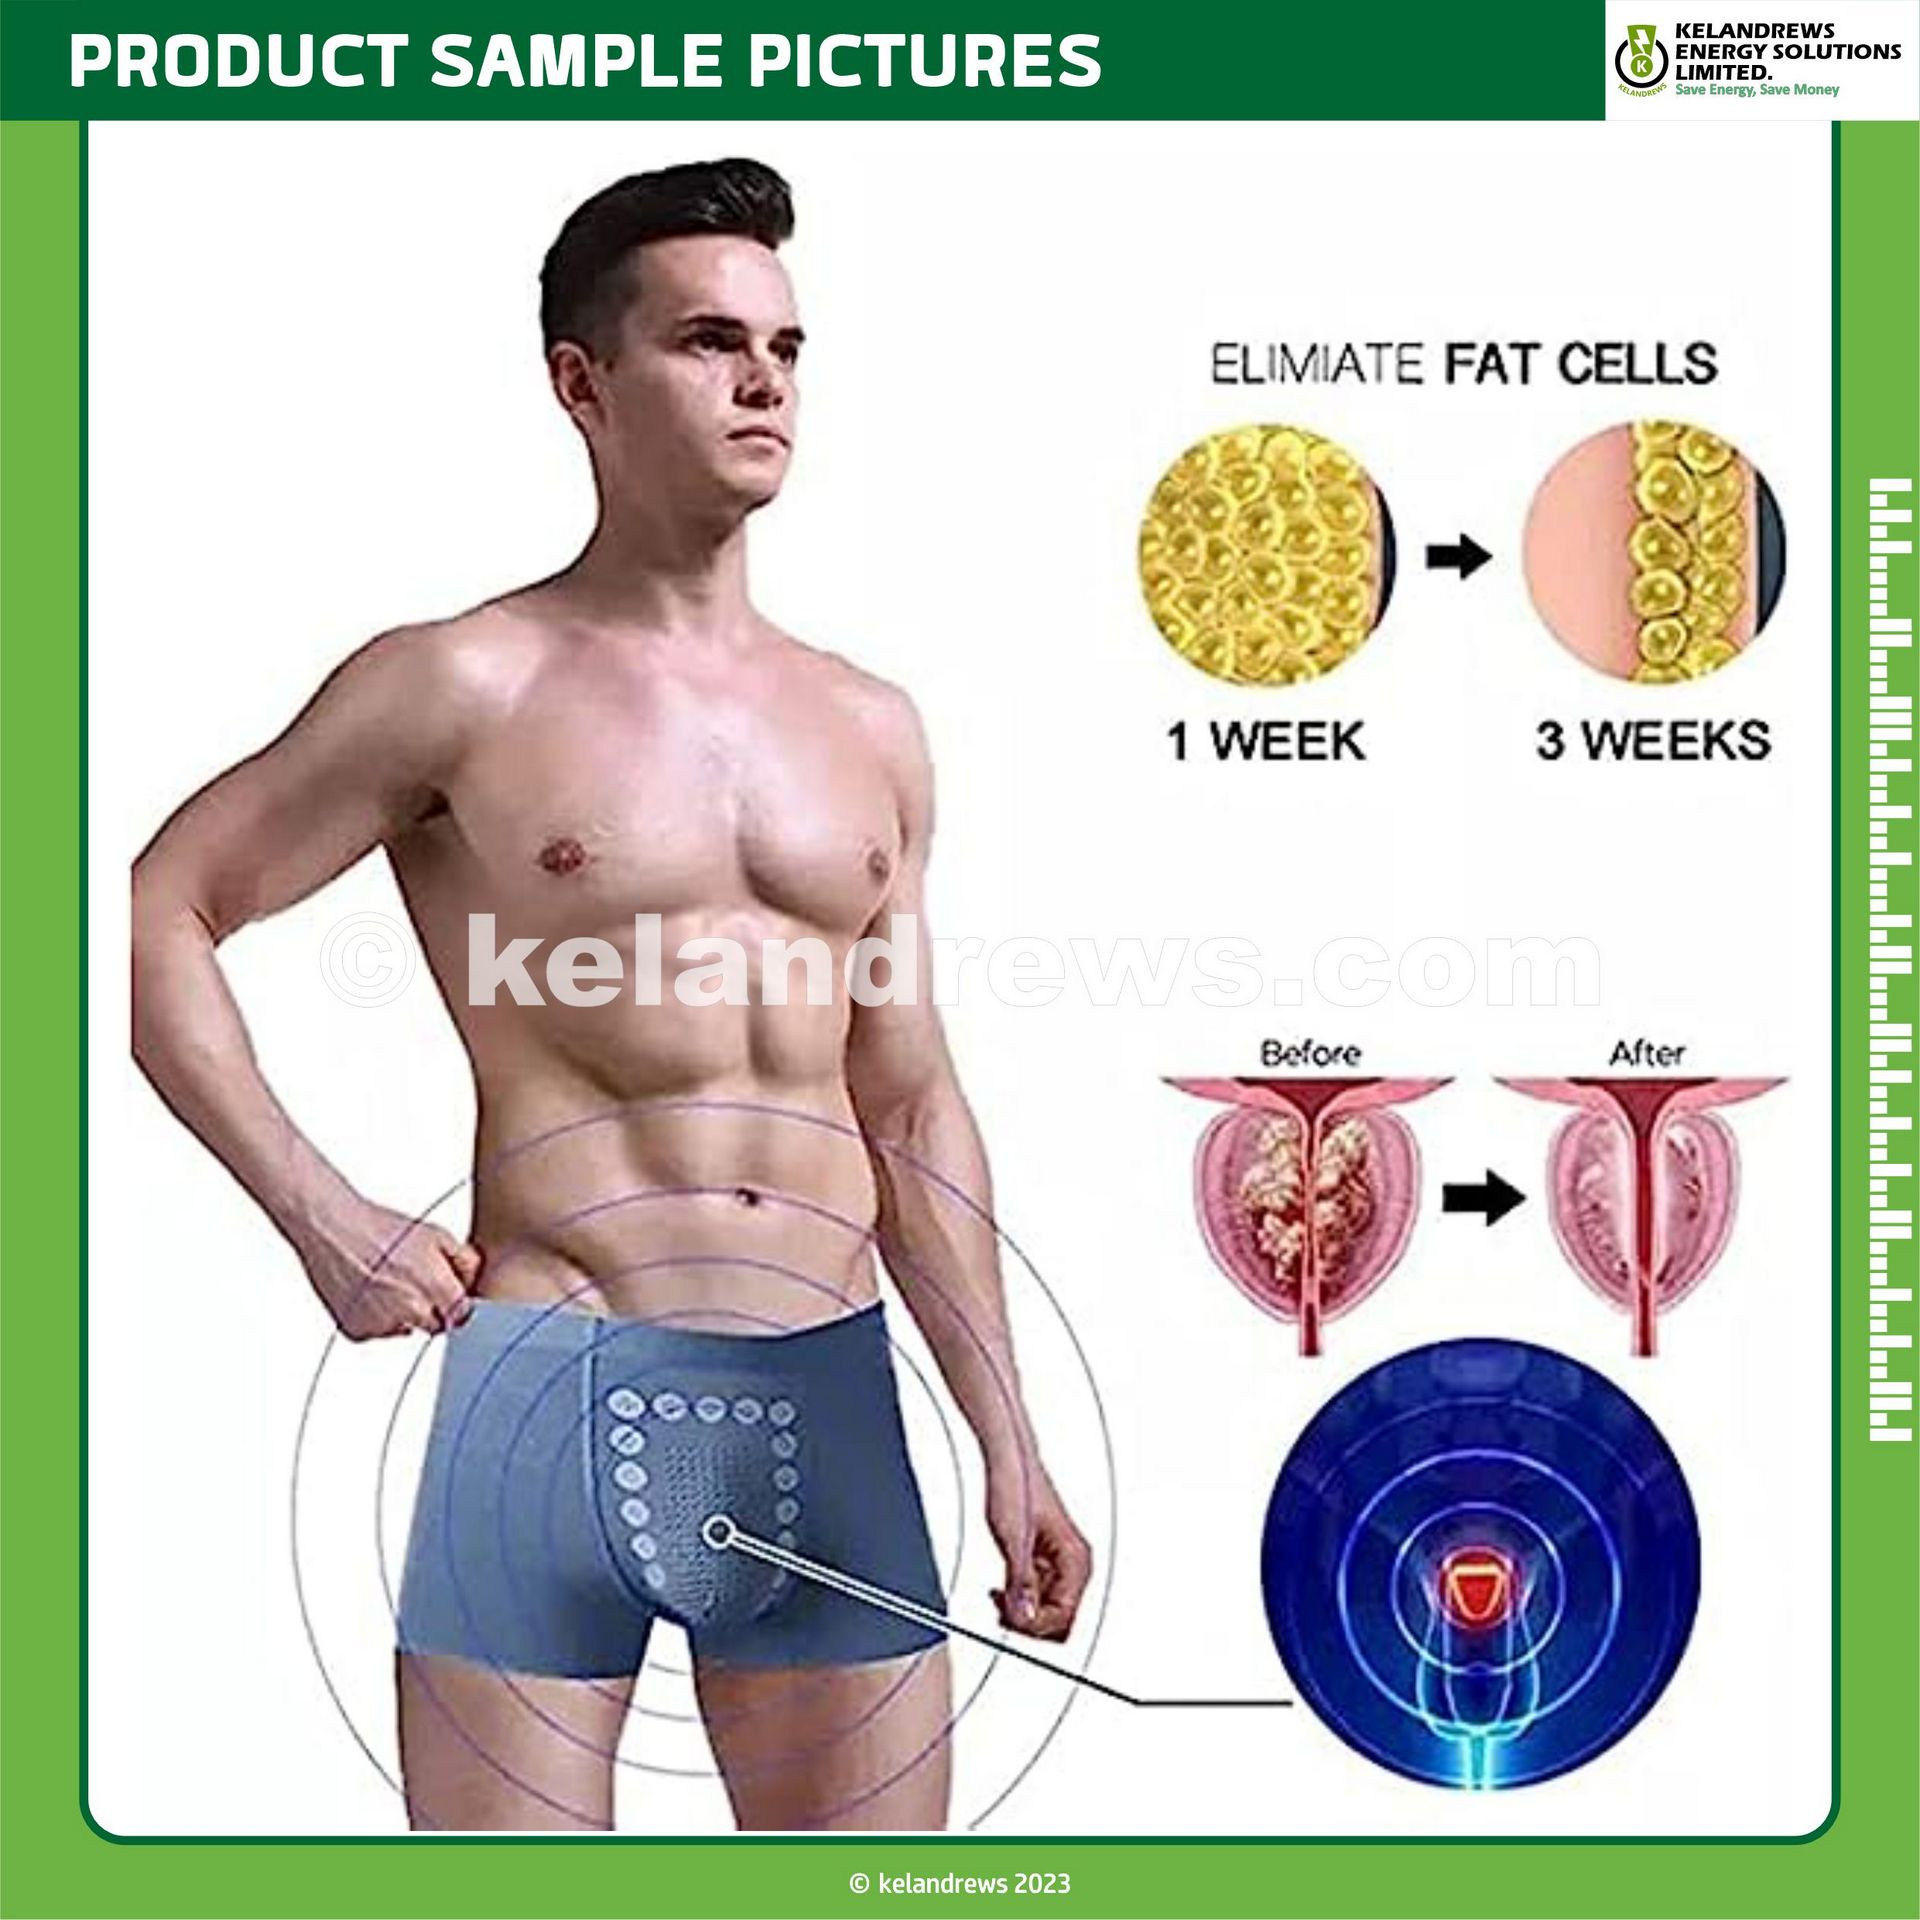 PRODUCT SAMPLE PICTURES
KELANDREWS
ENERGY SOLUTIONS
LIMITED.
Save Energy, Save Money
K
KELANDREWS
ELIMIATE FAT CELLS
1 WEEK
3 WEEKS
© kelandrews.com
Before
After
© kelandrews 2023